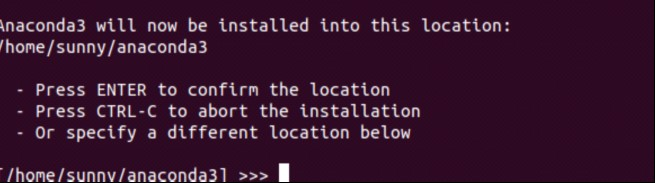 Anaconda3 will now be installed into this location:
/home/sunny/anaconda3
- Press ENTER to confirm the location
- Press CTRL-C to abort the installation
- Or specify a different location below
[/home/sunny/anaconda3] >>>